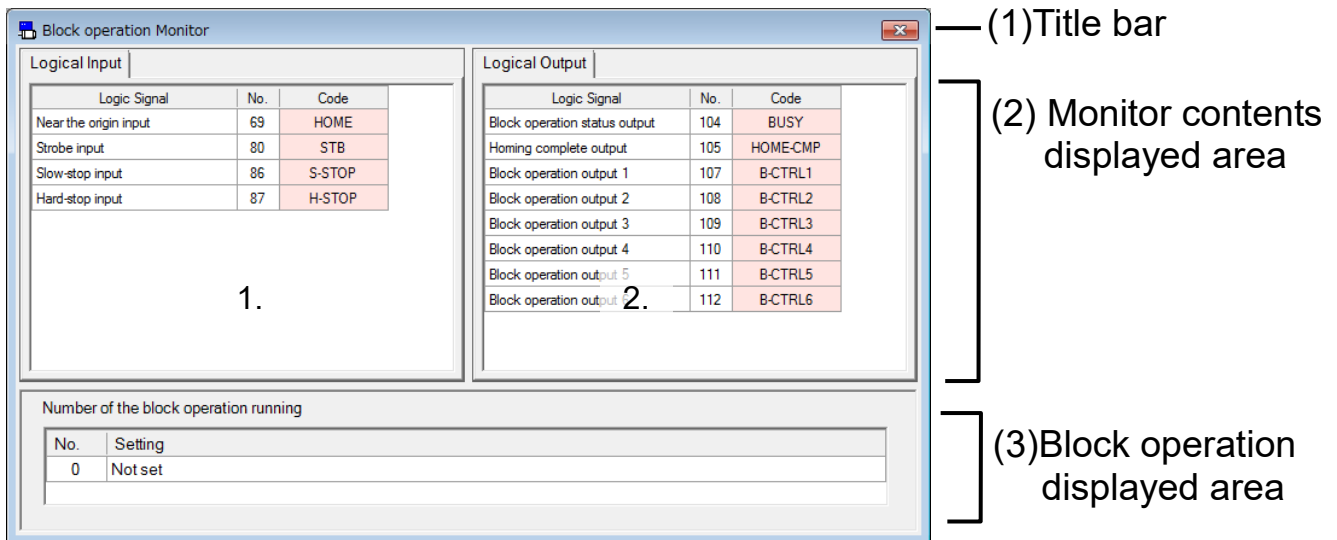 Block operation Monitor
(1)Title bar
Logical Input
Logic Signal No. Code
Near the origin input 69 HOME
Strobe input 80 STB
Slow-stop input 86 S-STOP
Hard-stop input 87 H-STOP
1.
Logical Output
Logic Signal No. Code
Block operation status output 104 BUSY
Homing complete output 105 HOME-CMP
Block operation output 1 107 B-CTRL1
Block operation output 2 108 B-CTRL2
Block operation output 3 109 B-CTRL3
Block operation output 4 110 B-CTRL4
Block operation output 5 111 B-CTRL5
Block operation output 6 112 B-CTRL6
2.
(2) Monitor contents
displayed area
Number of the block operation running
No. Setting
0 Not set
(3)Block operation
displayed area